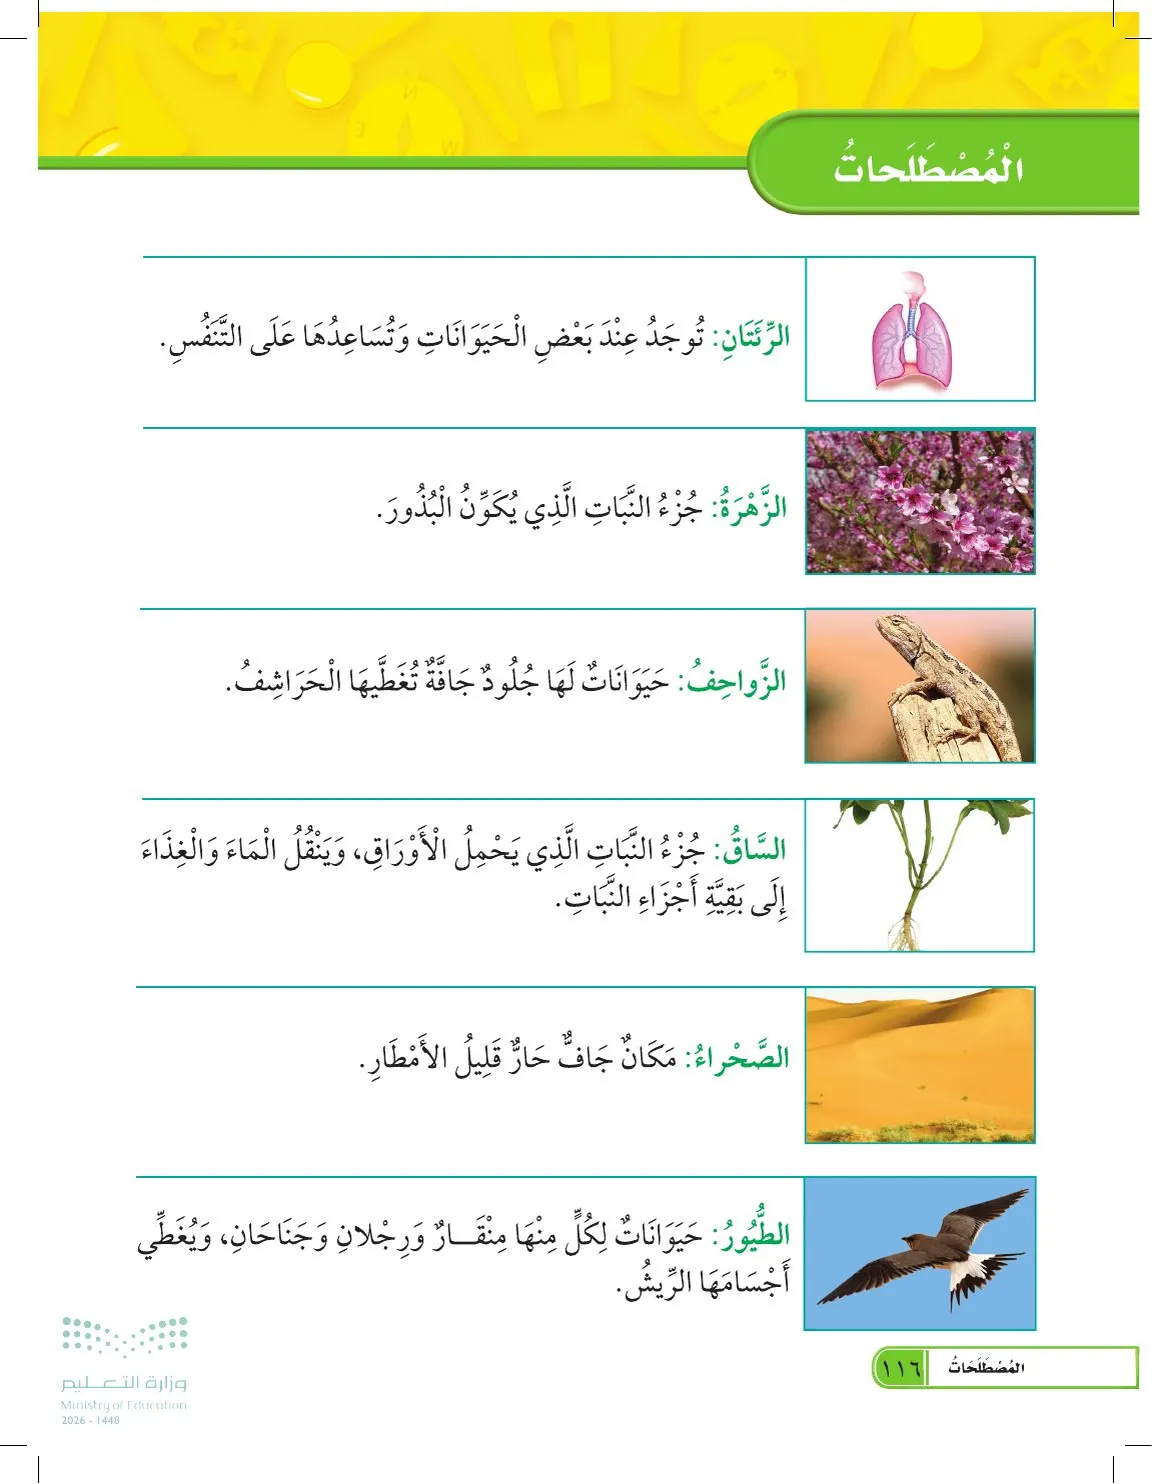 الْمُصْطَلَحاتُ
الرِّئَتَانِ: تُوجَدُ عِنْدَ بَعْضِ الْحَيَوَانَاتِ وَتُسَاعِدُهَا عَلَى التَّنَفُسِ.
الزَّهْرَةُ: جُزْءُ النَّبَاتِ الَّذِي يُكَوِّنُ الْبُذُورَ.
الزَّواحِفُ: حَيَوَانَاتٌ لَهَا جُلُودٌ جَافَّةٌ تُغَطَّيهَا الْحَرَاشِفُ.
السَّاقُ: جُزْءُ النَّبَاتِ الَّذِي يَحْمِلُ الْأَوْرَاقِ، وَيَنْقُلُ الْمَاءَ وَالْغِذَاءَ
إِلَى بَقِيَّةِ أَجْزَاءِ النَّبَاتِ.
الصَّحْراءُ: مَكَانٌ جَافٌّ حَارٌّ قَلِيلُ الأَمْطَارِ.
الطُّيُورُ: حَيَوَانَاتٌ لِكُلٍّ مِنْهَا مِنْقَـــارٌ وَرِجْلانِ وَجَنَاحَانِ، وَيُغَطِّي
أَجْسَامَهَا الرِّيشُ.
المُصْطَلَحَاتُ
١١٦
وزارة التعـــليم
Ministry of Education
2026 - 1448